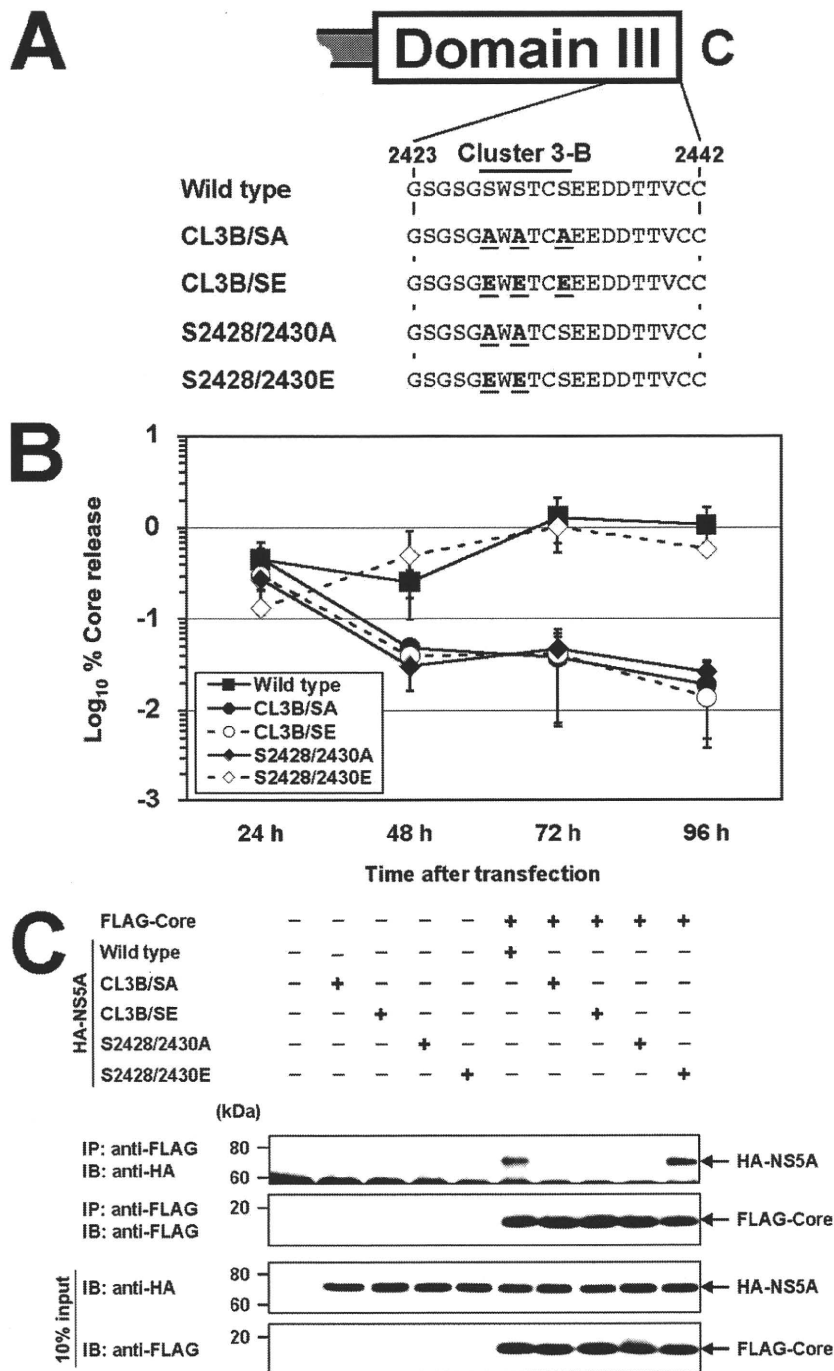 A
Domain III C
2423 Cluster 3-B 2442
Wild type GSGSGSWSTCSEEDDTTVCC
CL3B/SA GSGSGAWATCAEEDDTTVCC
CL3B/SE GSGSGEWETCEEEDDTTVCC
S2428/2430A GSGSGAWATCSEEDDTTVCC
S2428/2430E GSGSGEWETCSEEDDTTVCC
B
Log10 % Core release
1
0
-1
-2
-3
Wild type
CL3B/SA
CL3B/SE
S2428/2430A
S2428/2430E
24 h 48 h 72 h 96 h
Time after transfection
C
FLAG-Core – – – – – + + + + +
HA-NS5A
Wild type – – – – – + – – – –
CL3B/SA – + – – – – + – – –
CL3B/SE – – + – – – – + – –
S2428/2430A – – – + – – – – + –
S2428/2430E – – – – + – – – – +
(kDa)
IP: anti-FLAG
IB: anti-HA
80
60
HA-NS5A
IP: anti-FLAG
IB: anti-FLAG
20
FLAG-Core
10% input
IB: anti-HA
80
60
HA-NS5A
IB: anti-FLAG
20
FLAG-Core